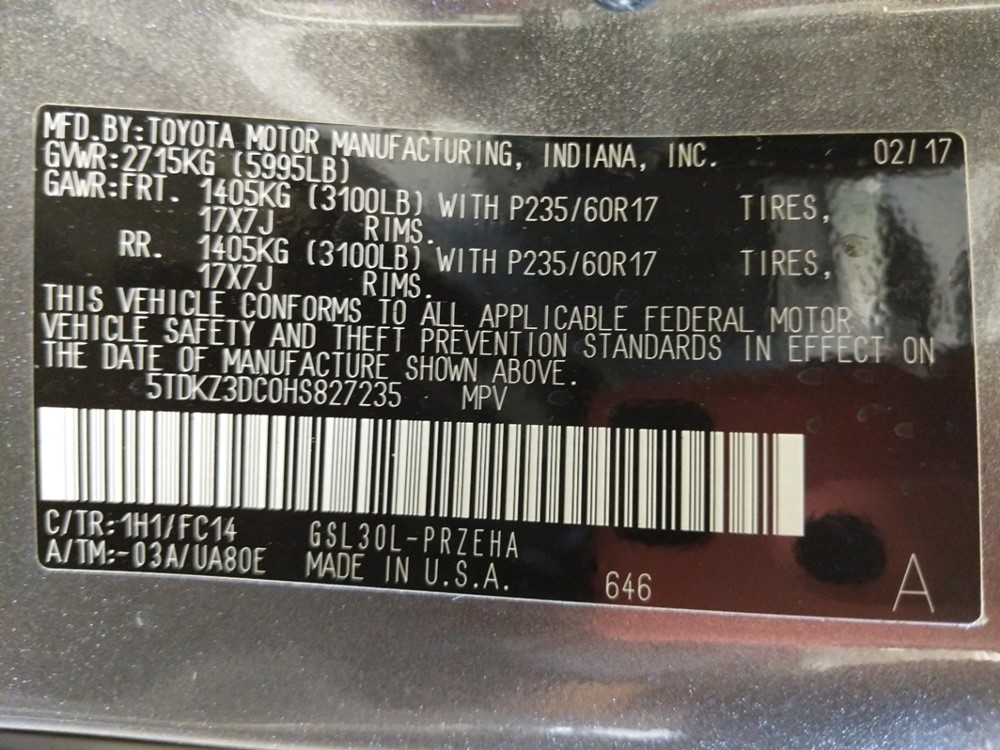 MFD.BY:TOYOTA MOTOR MANUFACTURING, INDIANA, INC. 02/17
GVWR:2715KG (5995LB)
GAWR:FRT. 1405KG (3100LB) WITH P235/60R17 TIRES,
17X7J RIMS.
RR. 1405KG (3100LB) WITH P235/60R17 TIRES,
17X7J RIMS.
THIS VEHICLE CONFORMS TO ALL APPLICABLE FEDERAL MOTOR
VEHICLE SAFETY AND THEFT PREVENTION STANDARDS IN EFFECT ON
THE DATE OF MANUFACTURE SHOWN ABOVE.
5TDKZ3DC0HS827235 MPV
C/TR:1H1/FC14 GSL30L-PRZEHA
A/TM:-03A/UA80E MADE IN U.S.A. 646 A